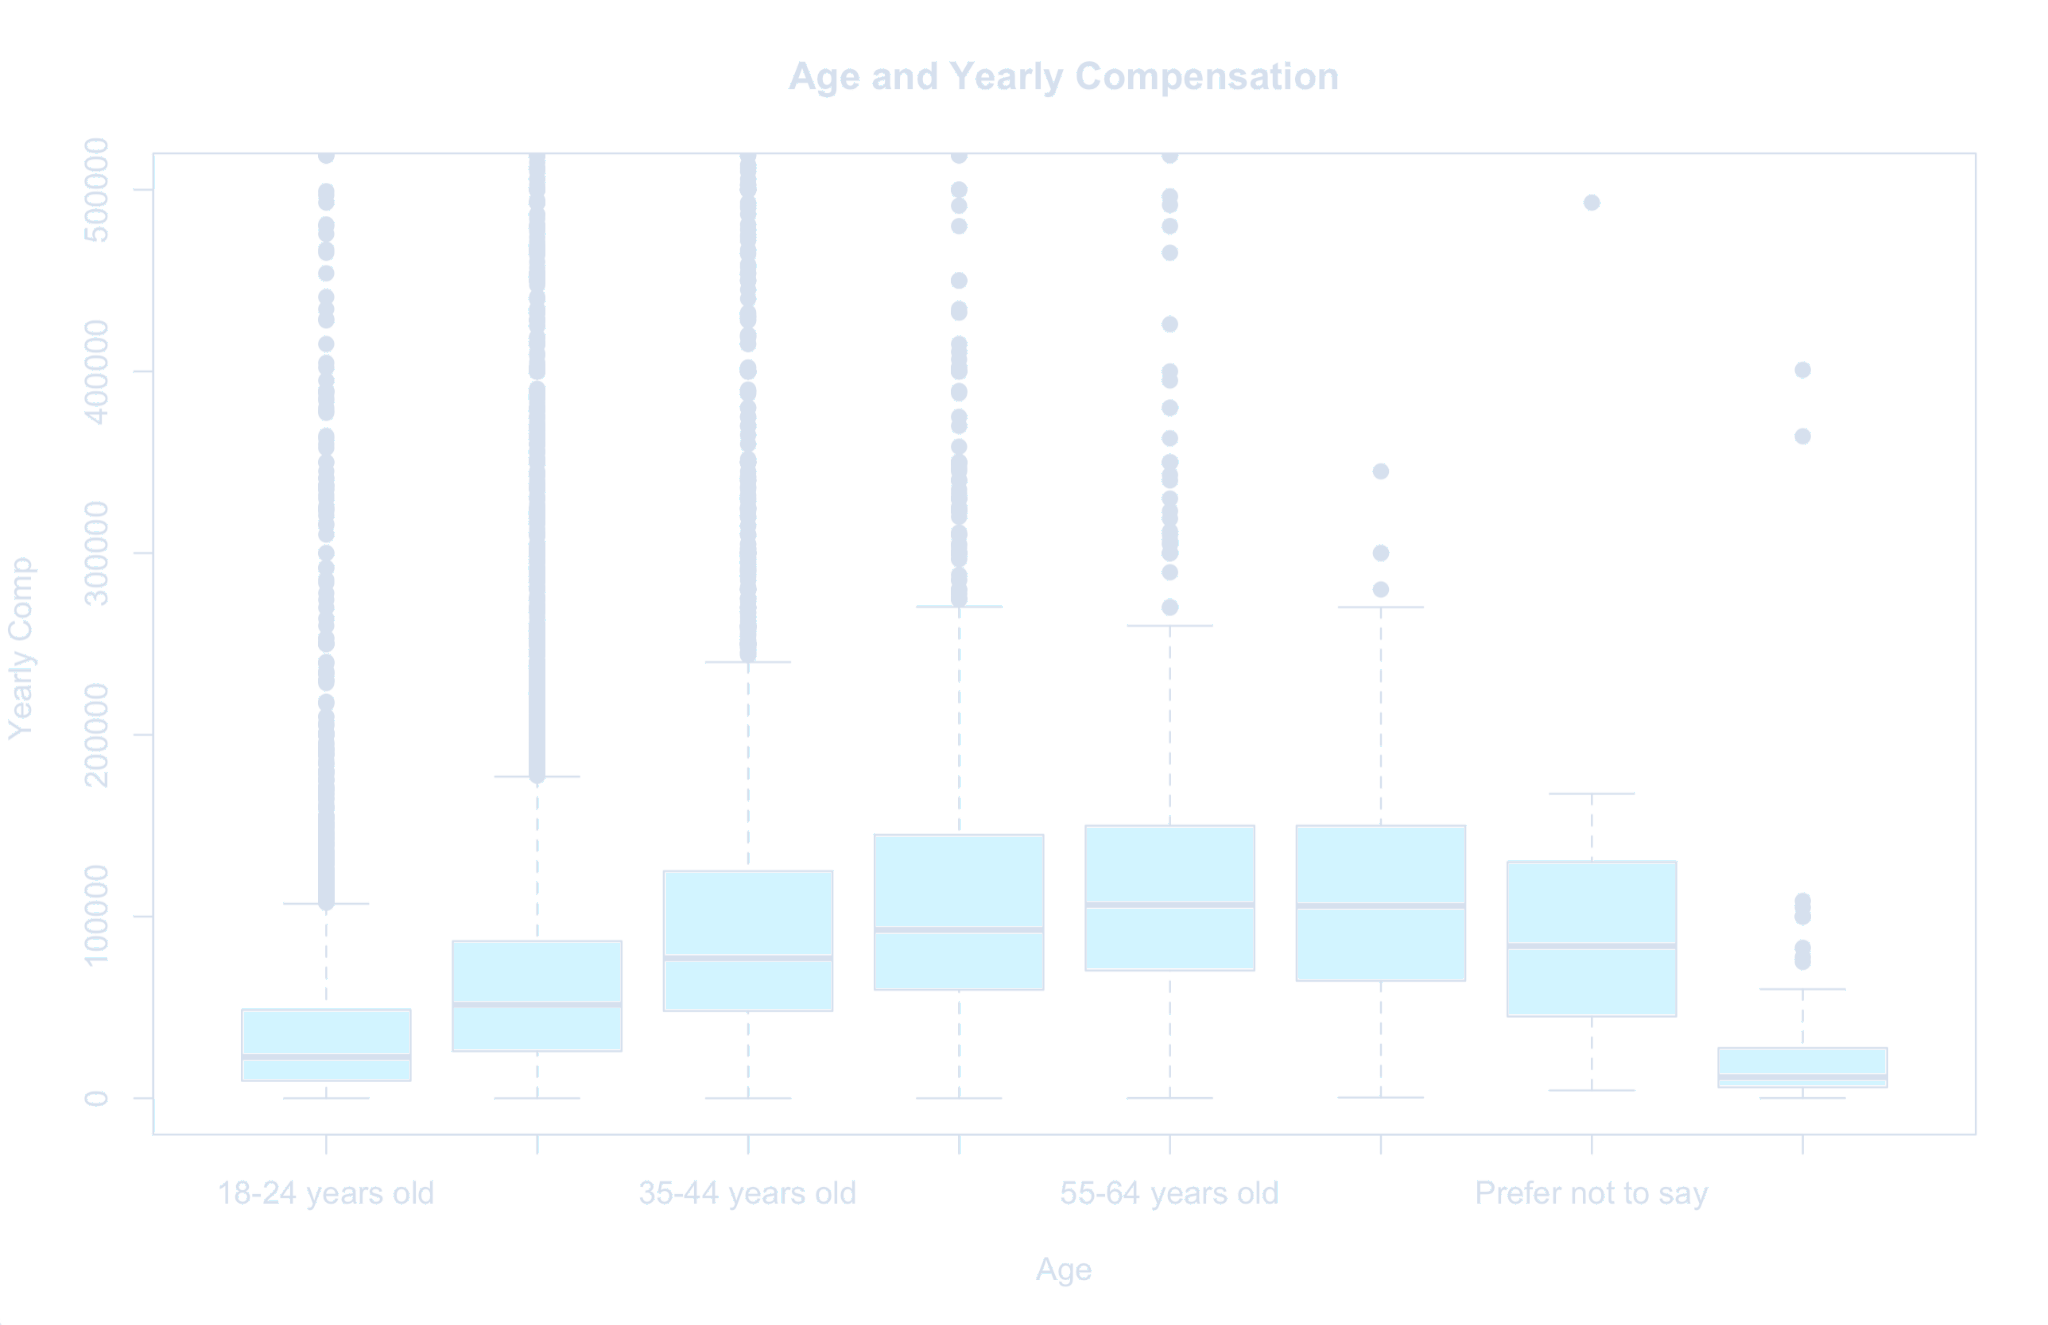 Age and Yearly Compensation
Yearly Comp
500000
400000
300000
200000
100000
0
18-24 years old
35-44 years old
55-64 years old
Prefer not to say
Age